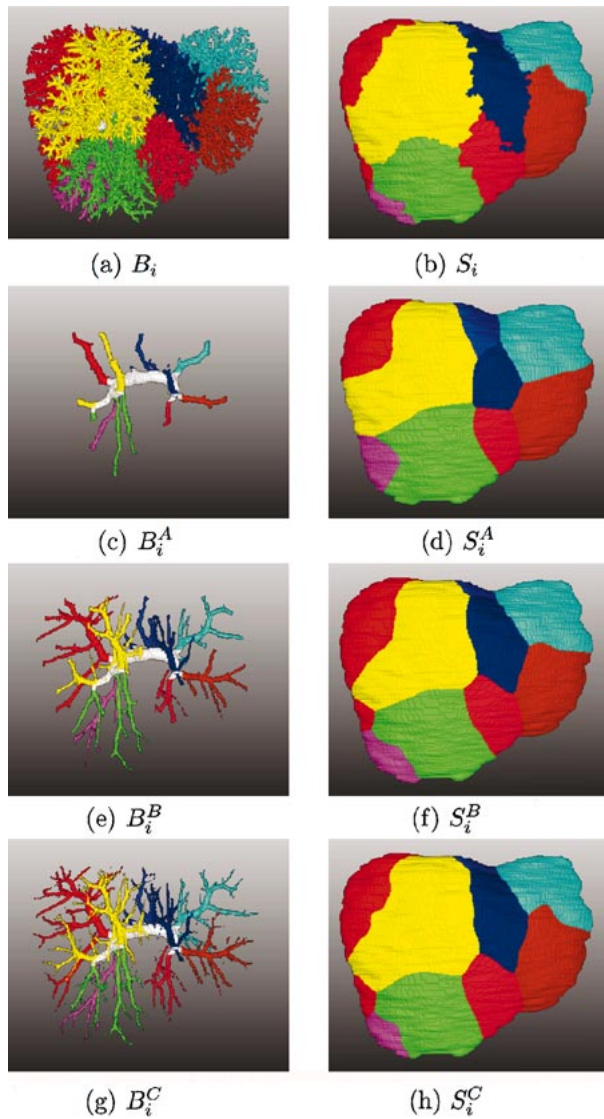 (a) B_i (b) S_i
(c) B_i^A (d) S_i^A
(e) B_i^B (f) S_i^B
(g) B_i^C (h) S_i^C